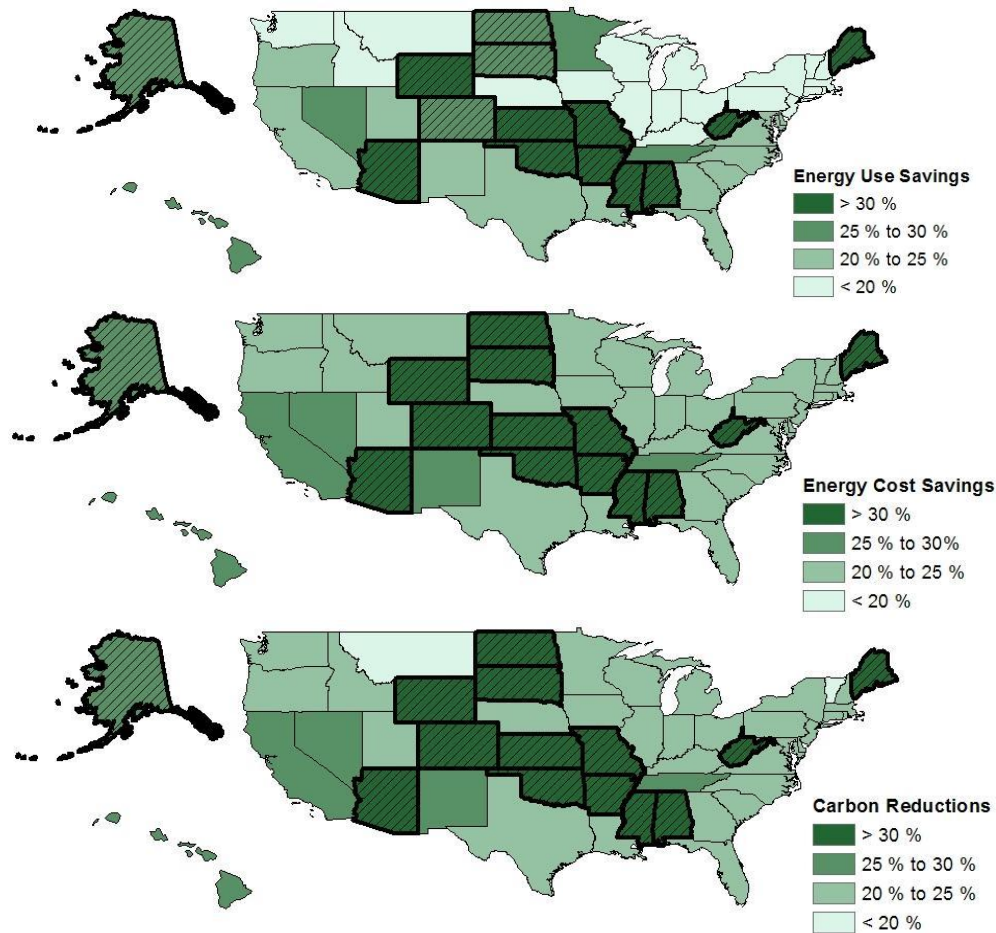 Energy Use Savings
> 30 %
25 % to 30 %
20 % to 25 %
< 20 %
Energy Cost Savings
> 30 %
25 % to 30%
20 % to 25 %
< 20 %
Carbon Reductions
> 30 %
25 % to 30 %
20 % to 25 %
< 20 %